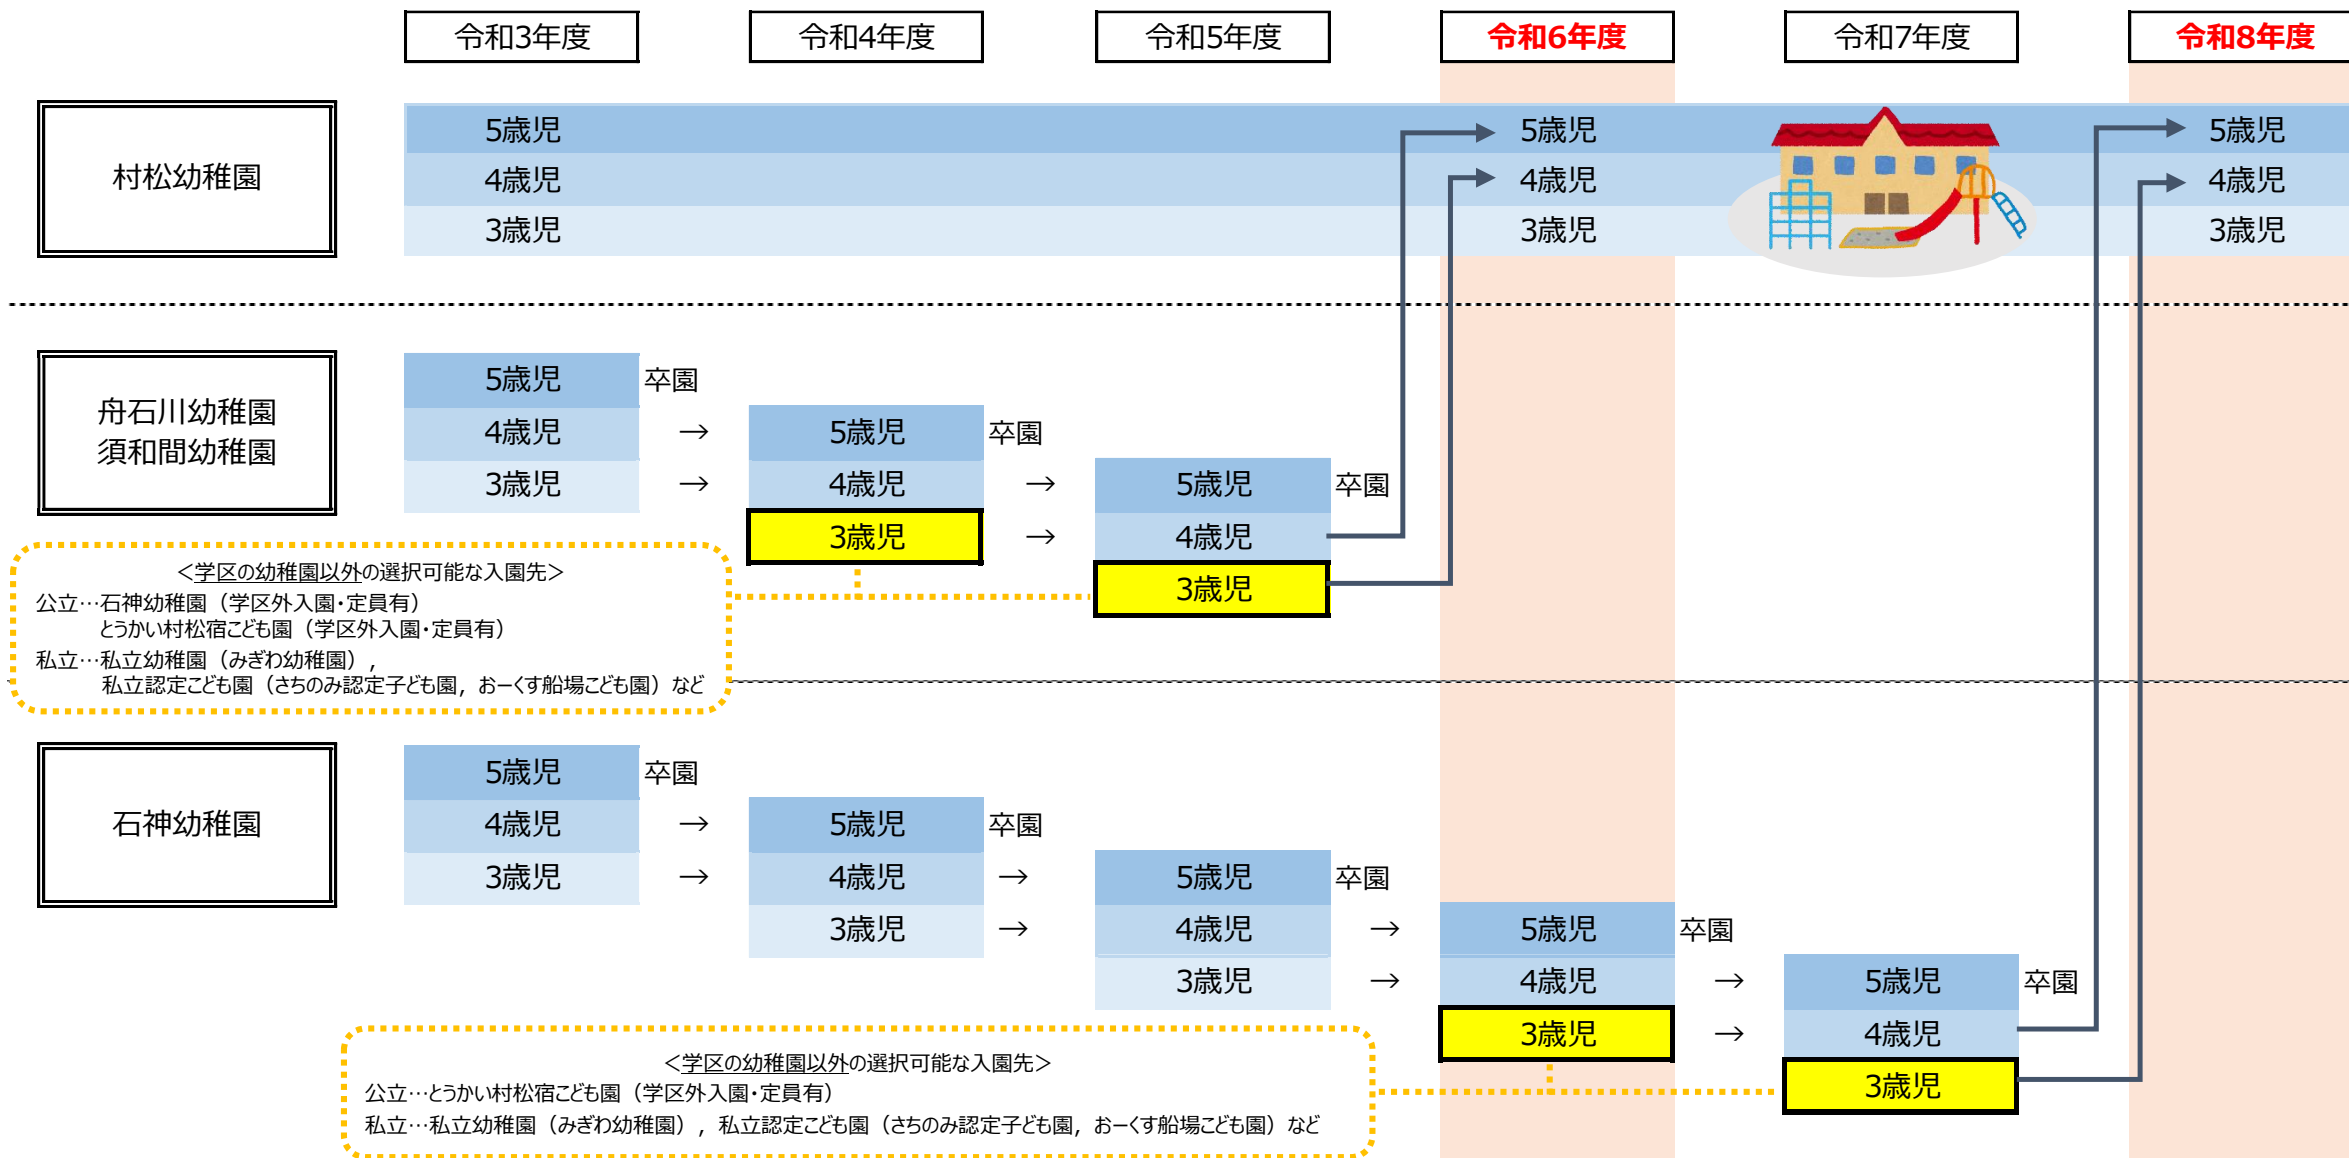 令和3年度 令和4年度 令和5年度 令和6年度 令和7年度 令和8年度
村松幼稚園
5歳児 5歳児 5歳児
4歳児 4歳児 4歳児
3歳児 3歳児 3歳児
舟石川幼稚園
須和間幼稚園
5歳児 卒園
4歳児 → 5歳児 卒園
3歳児 → 4歳児 → 5歳児 卒園
3歳児 → 4歳児
3歳児
<学区の幼稚園以外の選択可能な入園先>
公立…石神幼稚園（学区外入園・定員有）
とうかい村松宿こども園（学区外入園・定員有）
私立…私立幼稚園（みぎわ幼稚園），
私立認定こども園（さちのみ認定子ども園，おーくす船場こども園）など
石神幼稚園
5歳児 卒園
4歳児 → 5歳児 卒園
3歳児 → 4歳児 → 5歳児 卒園
3歳児 → 4歳児 → 5歳児 卒園
3歳児 → 4歳児 → 5歳児 卒園
3歳児 → 4歳児
3歳児
<学区の幼稚園以外の選択可能な入園先>
公立…とうかい村松宿こども園（学区外入園・定員有）
私立…私立幼稚園（みぎわ幼稚園），私立認定こども園（さちのみ認定子ども園，おーくす船場こども園）など